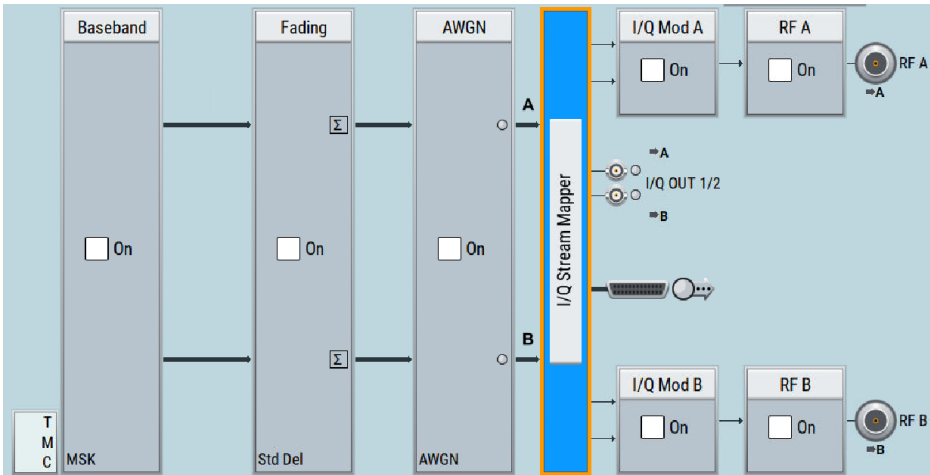 Baseband
Fading
AWGN
I/Q Mod A
RF A
On
On
RF A
➡A
Σ
A
➡A
I/Q OUT 1/2
➡B
I/Q Stream Mapper
On
On
On
B
Σ
I/Q Mod B
RF B
On
On
RF B
➡B
T
M
C
MSK
Std Del
AWGN